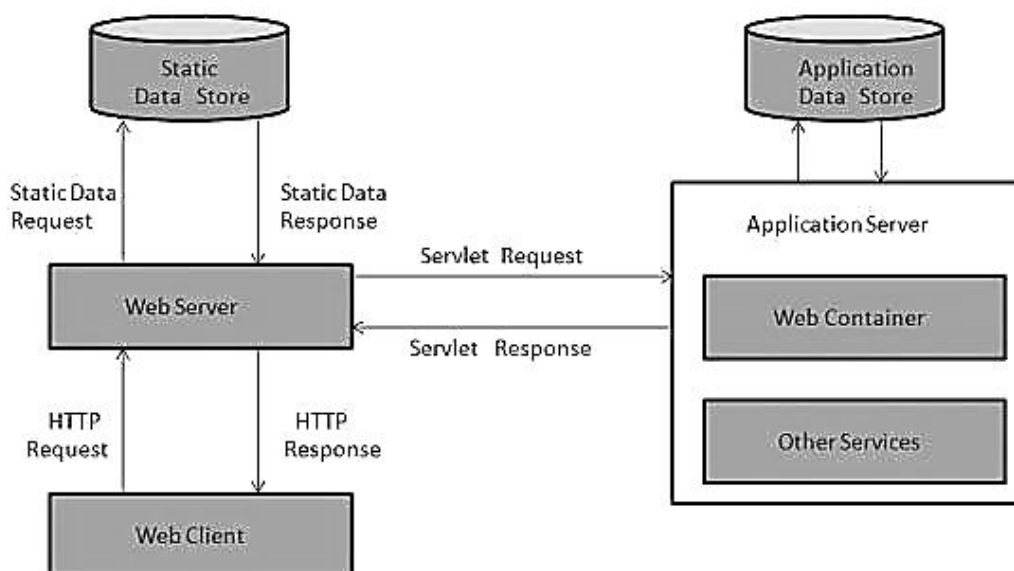 Static
Data Store
Application
Data Store
Static Data
Request
Static Data
Response
Application Server
Servlet Request
Web Server
Web Container
Servlet Response
HTTP
Request
HTTP
Response
Other Services
Web Client